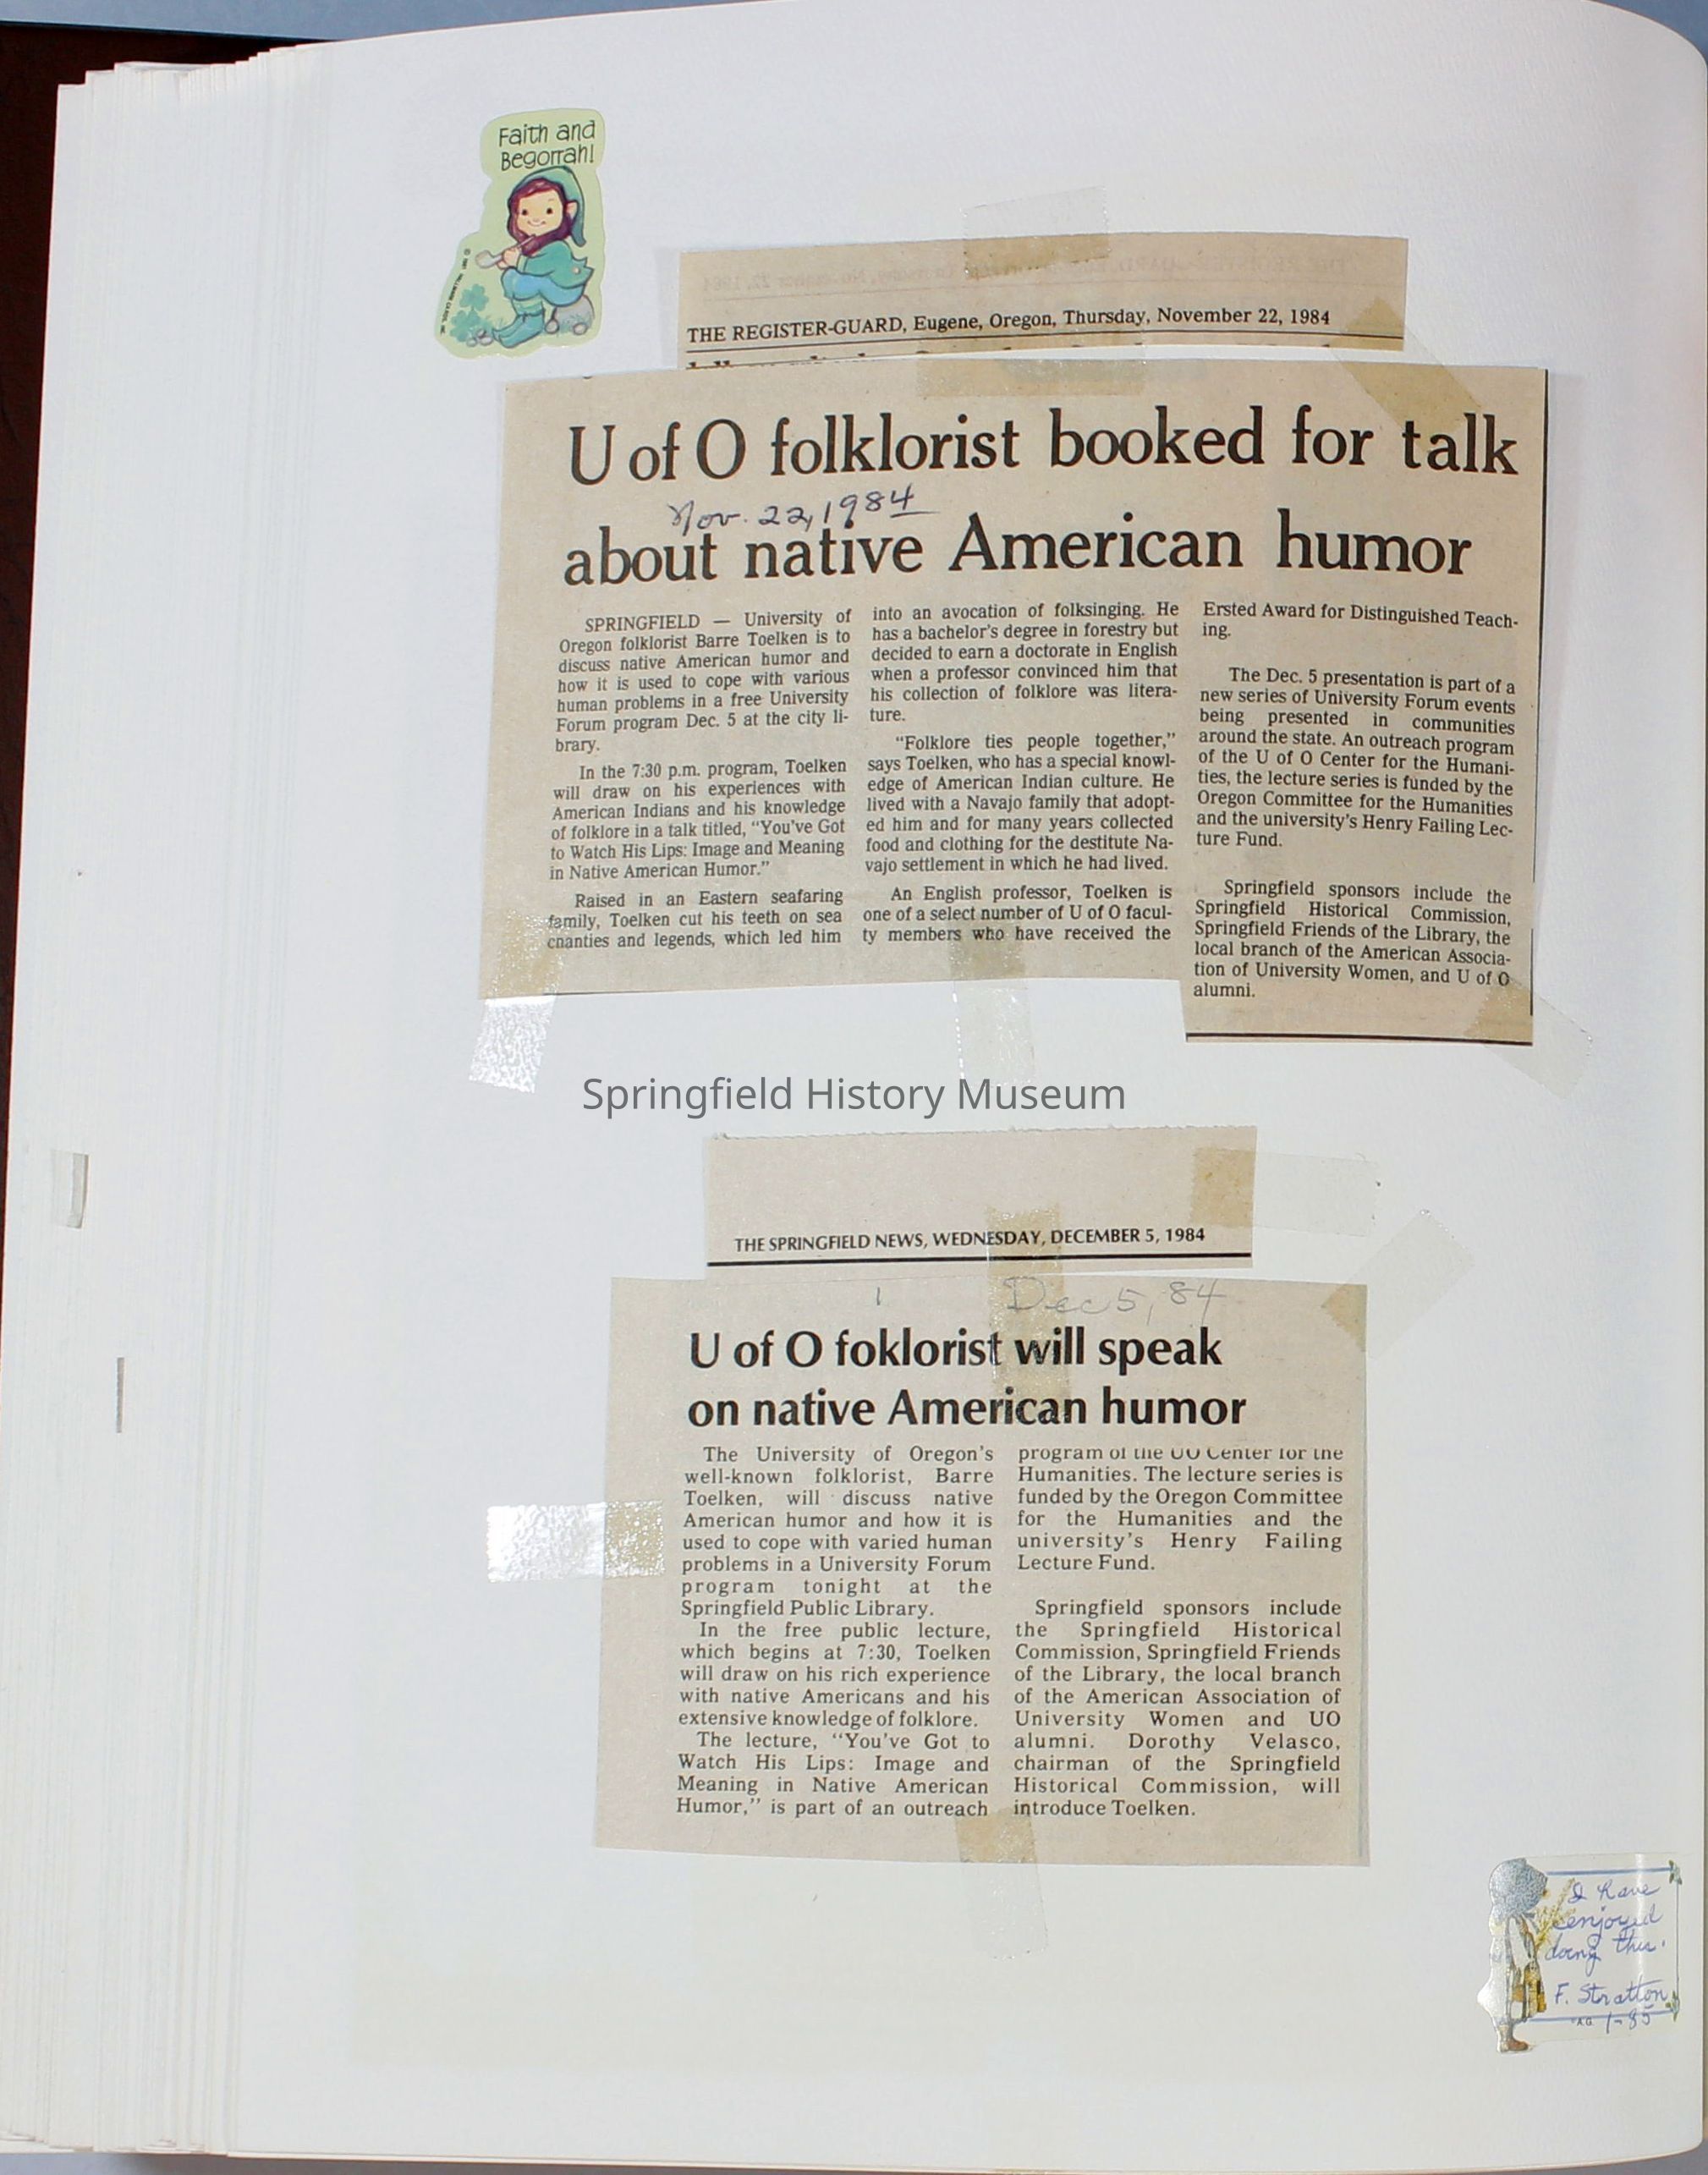 Faith and
Begorrah!
THE REGISTER-GUARD, Eugene, Oregon, Thursday, November 22, 1984
U of O folklorist booked for talk
Nov. 22, 1984
about native American humor
SPRINGFIELD — University of
Oregon folklorist Barre Toelken is to
discuss native American humor and
how it is used to cope with various
human problems in a free University
Forum program Dec. 5 at the city li-
brary.
In the 7:30 p.m. program, Toelken
will draw on his experiences with
American Indians and his knowledge
of folklore in a talk titled, "You've Got
to Watch His Lips: Image and Meaning
in Native American Humor."
Raised in an Eastern seafaring
family, Toelken cut his teeth on sea
chanties and legends, which led him
into an avocation of folksinging. He
has a bachelor's degree in forestry but
decided to earn a doctorate in English
when a professor convinced him that
his collection of folklore was litera-
ture.
"Folklore ties people together,"
says Toelken, who has a special knowl-
edge of American Indian culture. He
lived with a Navajo family that adopt-
ed him and for many years collected
food and clothing for the destitute Na-
vajo settlement in which he had lived.
An English professor, Toelken is
one of a select number of U of O facul-
ty members who have received the
Ersted Award for Distinguished Teach-
ing.
The Dec. 5 presentation is part of a
new series of University Forum events
being presented in communities
around the state. An outreach program
of the U of O Center for the Humani-
ties, the lecture series is funded by the
Oregon Committee for the Humanities
and the university's Henry Failing Lec-
ture Fund.
Springfield sponsors include the
Springfield Historical Commission,
Springfield Friends of the Library, the
local branch of the American Associa-
tion of University Women, and U of O
alumni.
Springfield History Museum
THE SPRINGFIELD NEWS, WEDNESDAY, DECEMBER 5, 1984
Dec 5, 84
U of O foklorist will speak
on native American humor
The University of Oregon's
well-known folklorist, Barre
Toelken, will discuss native
American humor and how it is
used to cope with varied human
problems in a University Forum
program tonight at the
Springfield Public Library.
In the free public lecture,
which begins at 7:30, Toelken
will draw on his rich experience
with native Americans and his
extensive knowledge of folklore.
The lecture, "You've Got to
Watch His Lips: Image and
Meaning in Native American
Humor," is part of an outreach
program of the UO Center for the
Humanities. The lecture series is
funded by the Oregon Committee
for the Humanities and the
university's Henry Failing
Lecture Fund.
Springfield sponsors include
the Springfield Historical
Commission, Springfield Friends
of the Library, the local branch
of the American Association of
University Women and UO
alumni. Dorothy Velasco,
chairman of the Springfield
Historical Commission, will
introduce Toelken.
I have
enjoyed
doing this.
F. Stratton
1-85